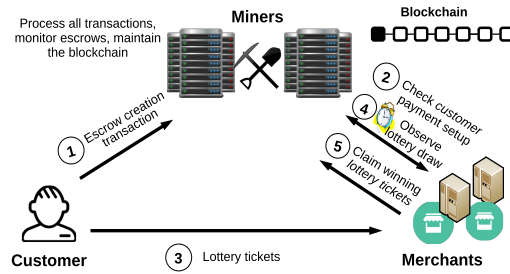 Process all transactions,
monitor escrows, maintain
the blockchain
Miners
Blockchain
1
Escrow creation
transaction
2
Check customer
payment setup
4
Observe
lottery draw
5
Claim winning
lottery tickets
Customer
3
Lottery tickets
Merchants